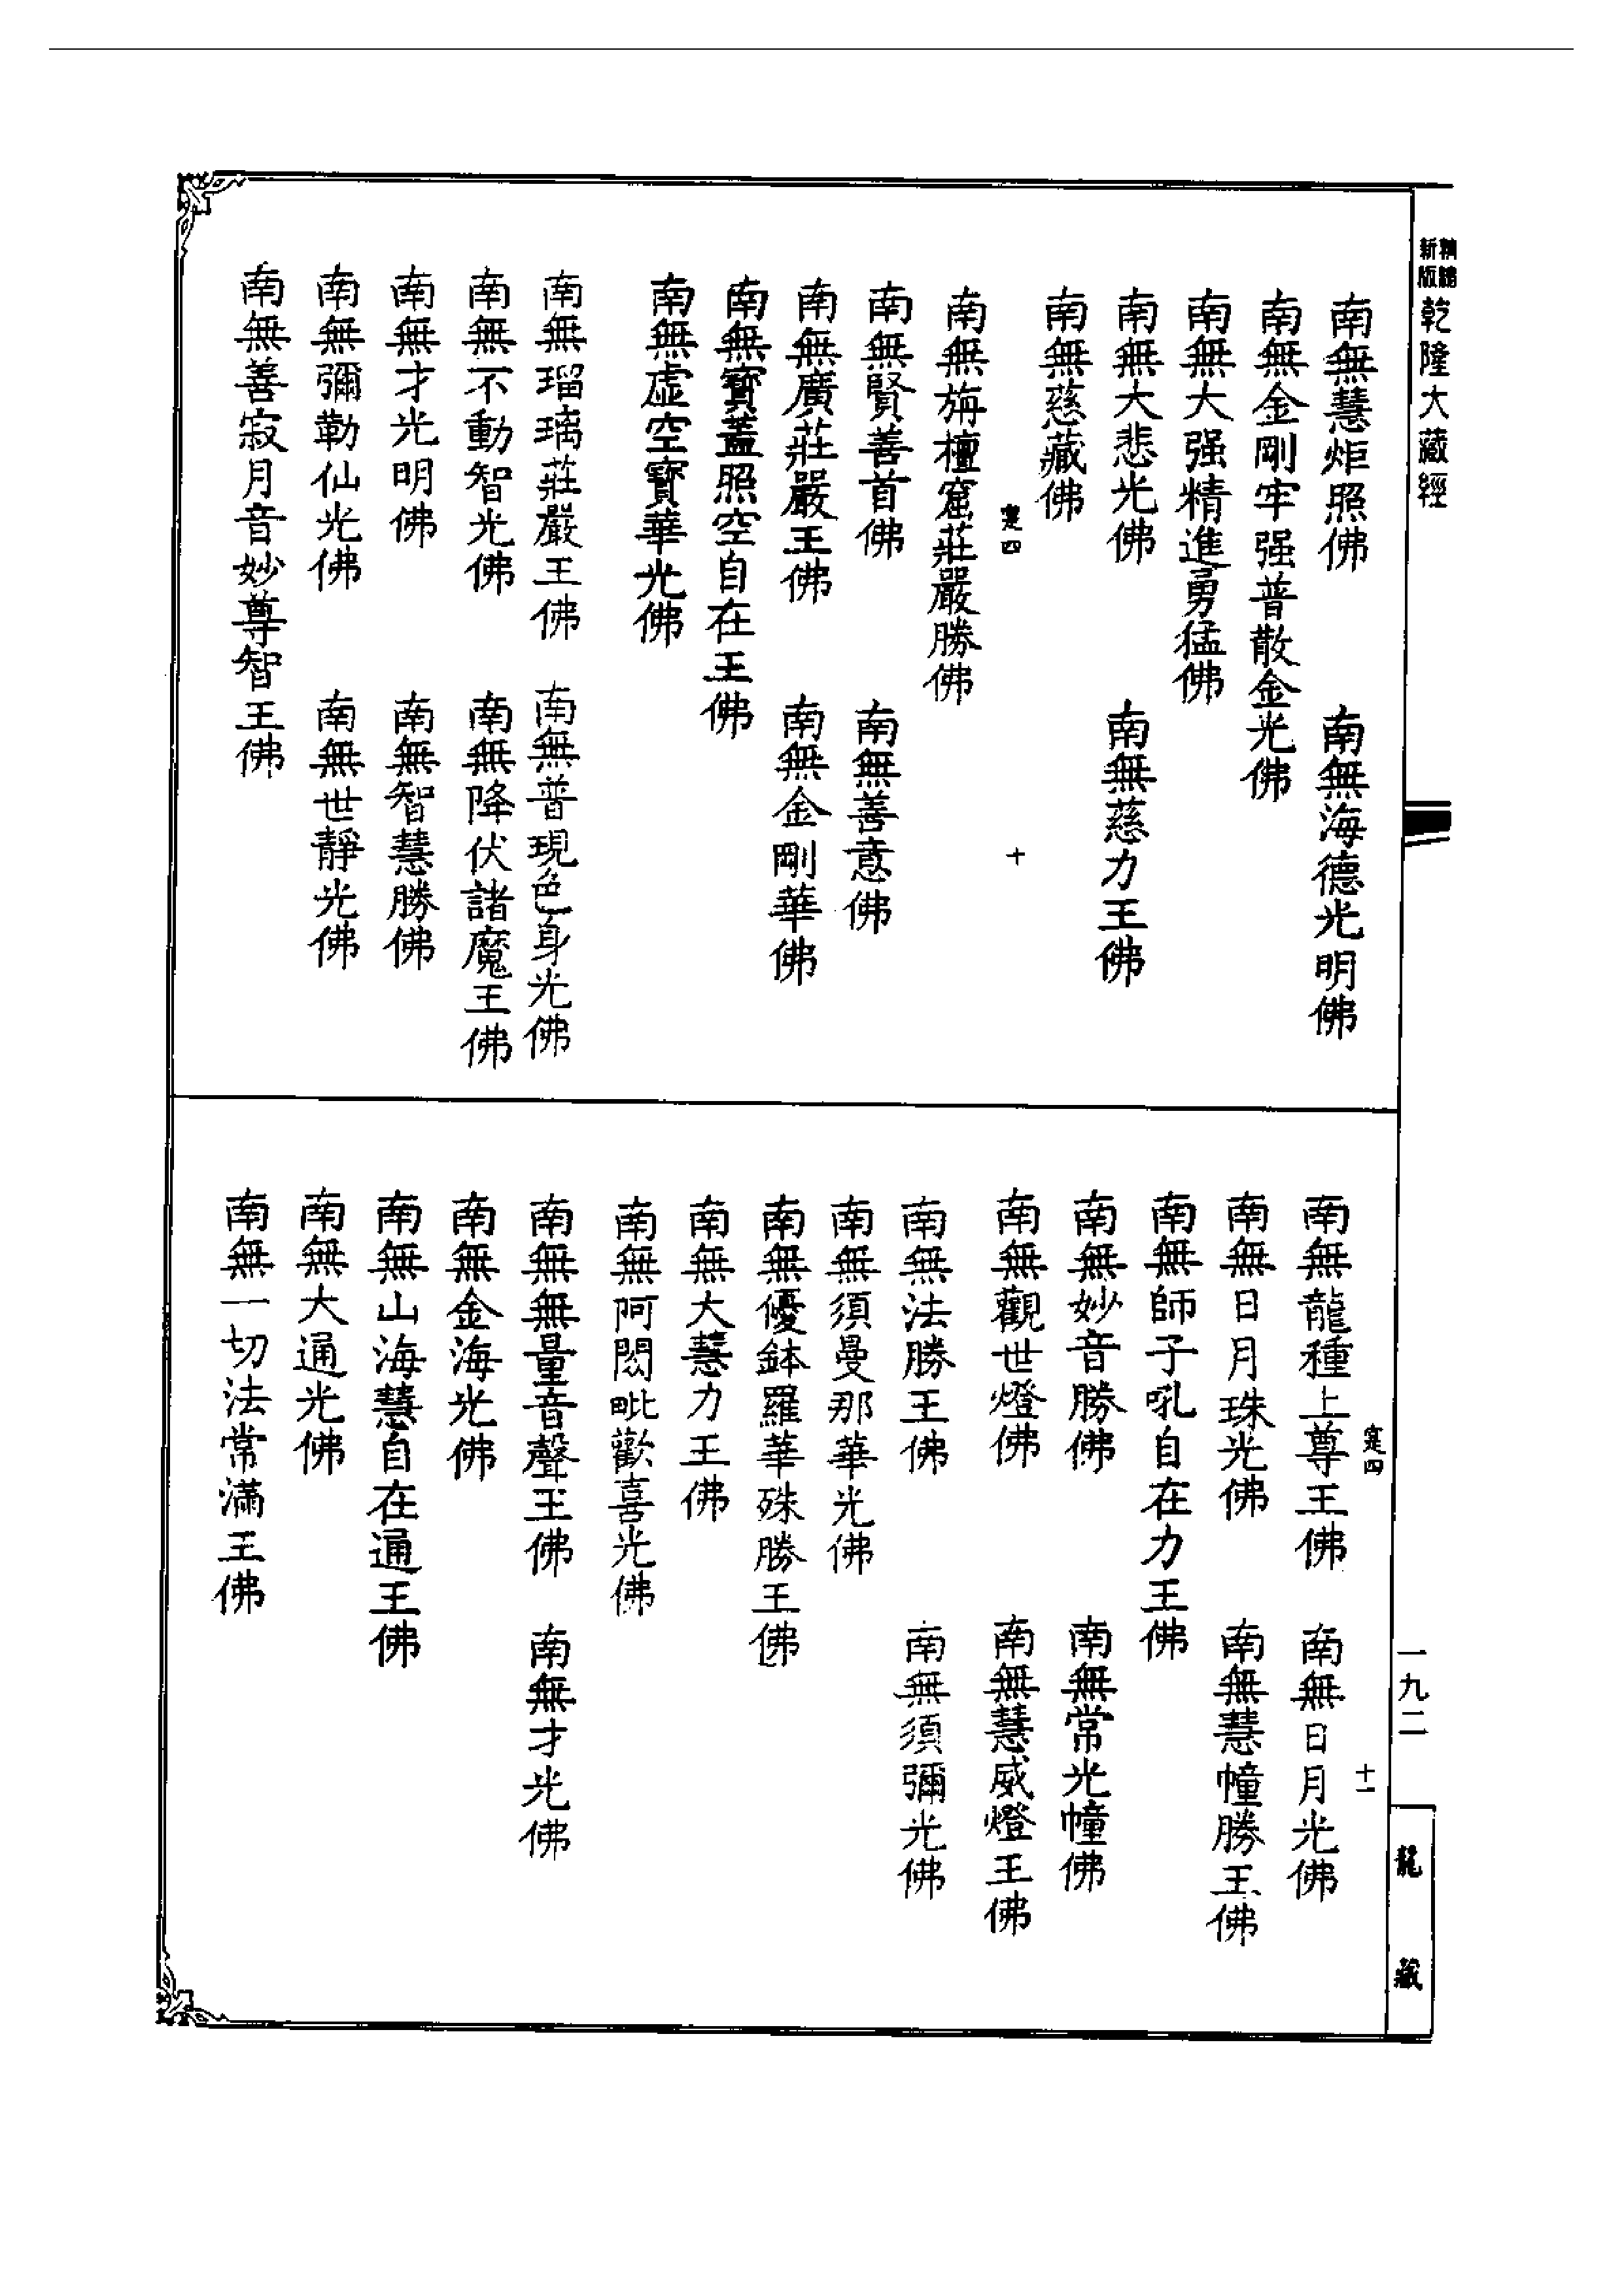 精縮
新版
乾隆大藏經
南無慧炬照佛　南無海德光明佛
南無金剛牢强普散金光佛
南無大强精進勇猛佛
南無大悲光佛　南無慈力王佛
南無慈藏佛
寔四　十
南無旃檀窟莊嚴勝佛
南無賢善首佛　南無善意佛
南無廣莊嚴王佛　南無金剛華佛
南無寶蓋照空自在王佛
南無虛空寶華光佛
南無瑠璃莊嚴王佛　南無普現色身光佛
南無不動智光佛　南無降伏諸魔王佛
南無才光明佛　南無智慧勝佛
南無彌勒仙光佛　南無世靜光佛
南無善寂月音妙尊智王佛
寔四　十一
南無龍種上尊王佛　南無日月光佛
南無日月珠光佛　南無慧幢勝王佛
南無師子吼自在力王佛
南無妙音勝佛　南無常光幢佛
南無觀世燈佛　南無慧威燈王佛
南無法勝王佛　南無須彌光佛
南無須曼那華光佛
南無優鉢羅華殊勝王佛
南無大慧力王佛
南無阿閦毗歡喜光佛
南無無量音聲王佛　南無才光佛
南無金海光佛
南無山海慧自在通王佛
南無大通光佛
南無一切法常滿王佛
一九二
龍藏